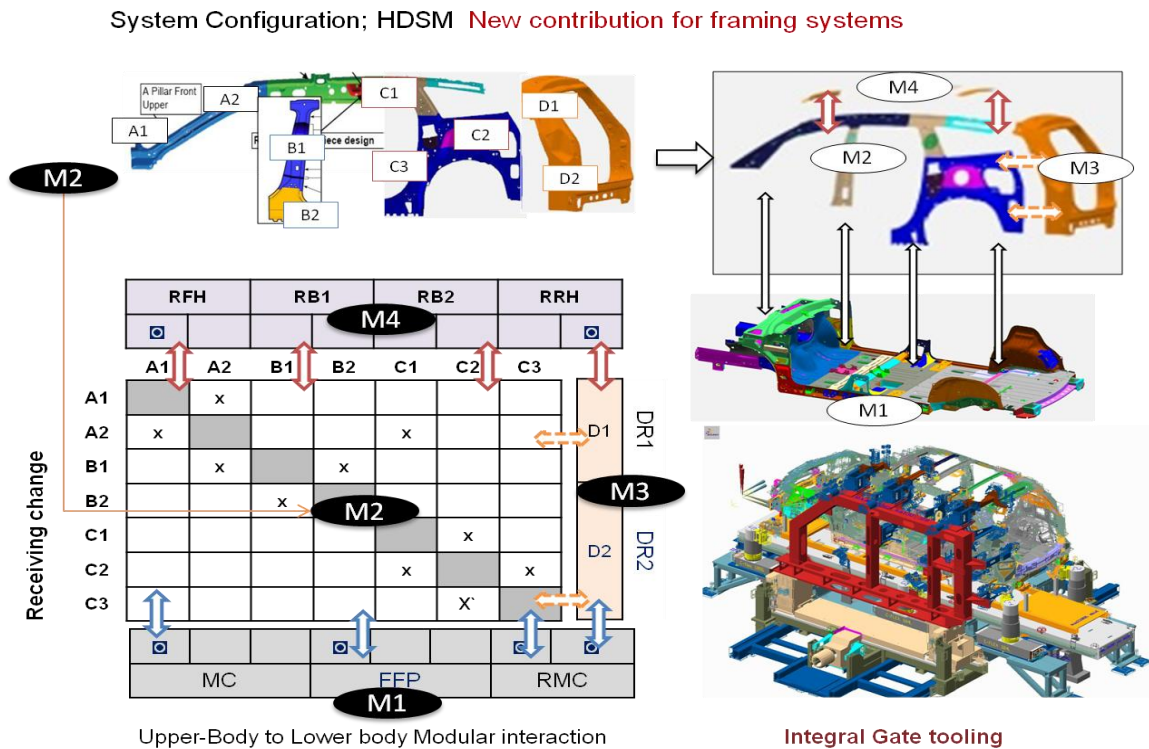 System Configuration; HDSM New contribution for framing systems
A Pillar Front
Upper
A1
A2
B1
B2
iece design
C1
C2
C3
D1
D2
M4
M2
M3
M1
M2
RFH RB1 RB2 RRH
M4
A1 A2 B1 B2 C1 C2 C3
A1 x
A2 x x
B1 x x
B2 x
C1 x
C2 x x
C3 X`
M2
D1
D2
M3
DR1
DR2
Receiving change
MC FFP RMC
M1
Upper-Body to Lower body Modular interaction
Integral Gate tooling